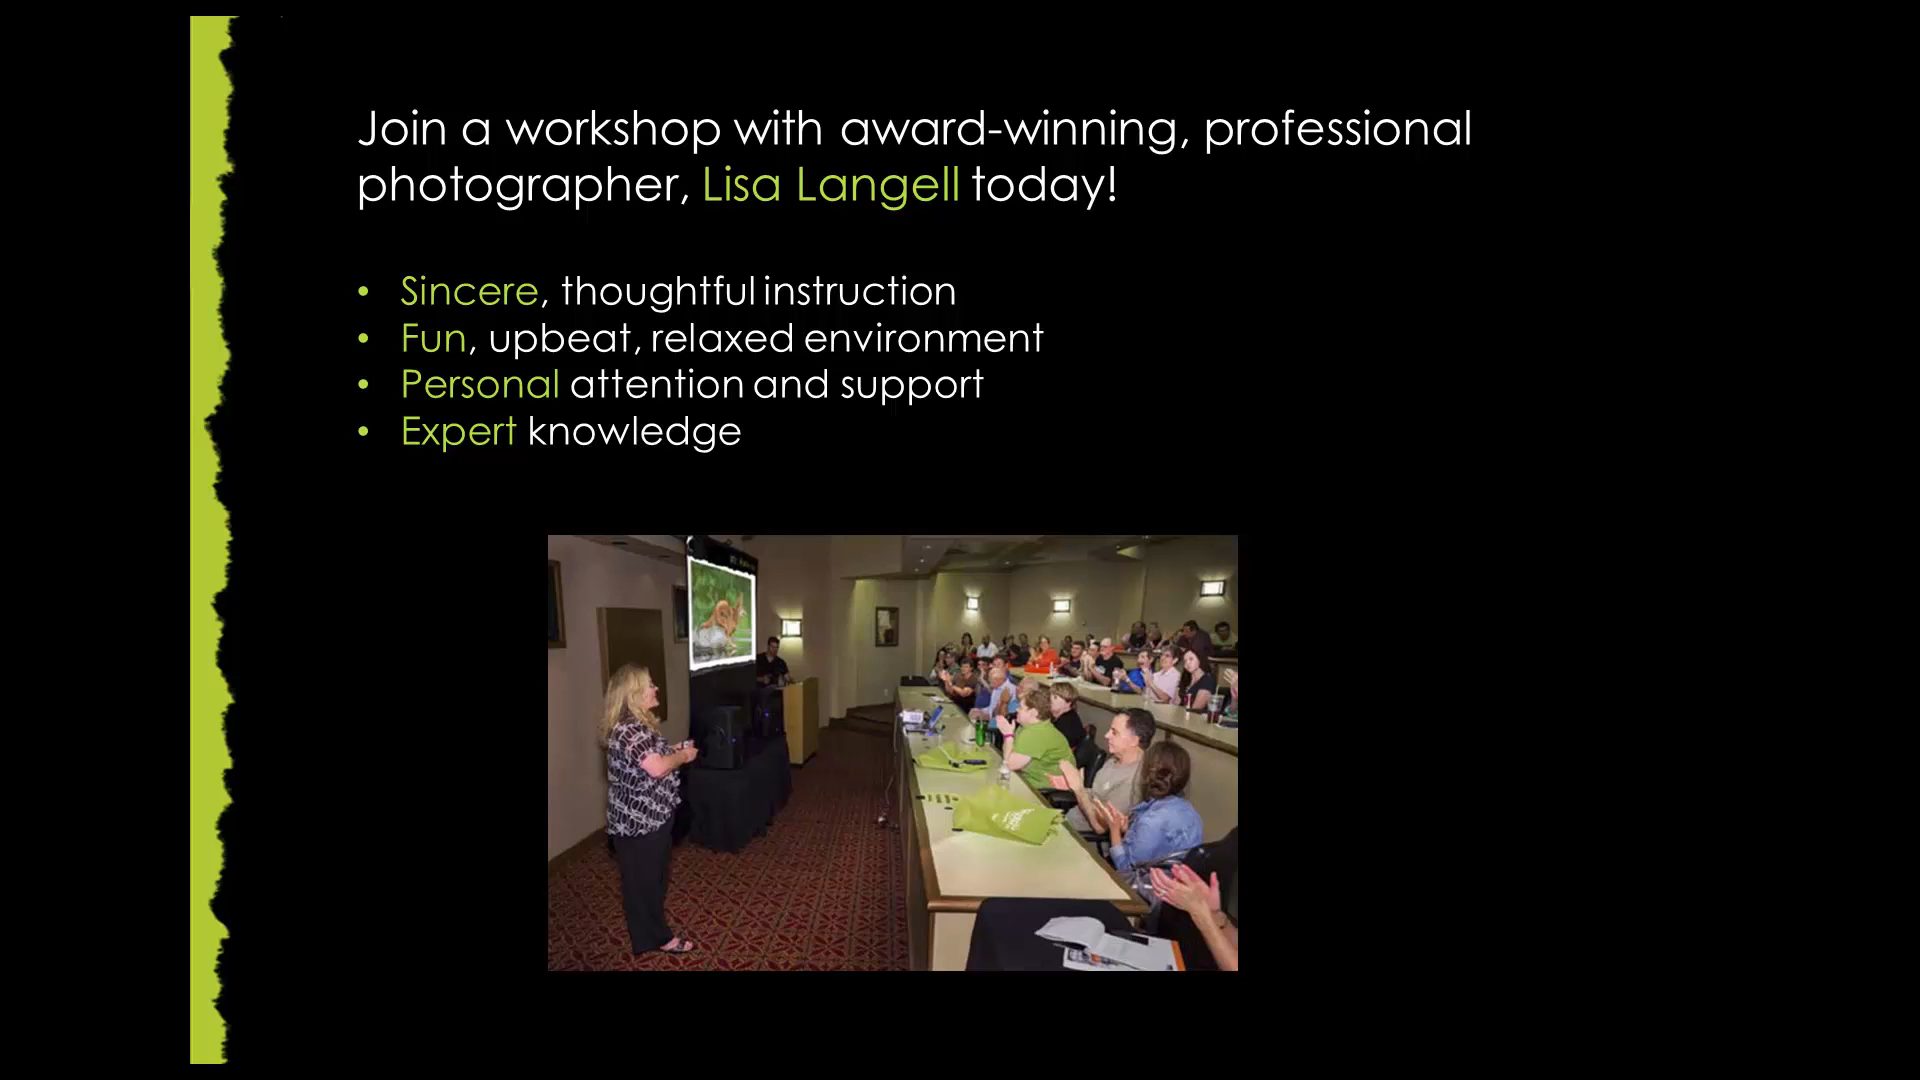 Join a workshop with award-winning, professional
photographer, Lisa Langell today!
• Sincere, thoughtful instruction
• Fun, upbeat, relaxed environment
• Personal attention and support
• Expert knowledge